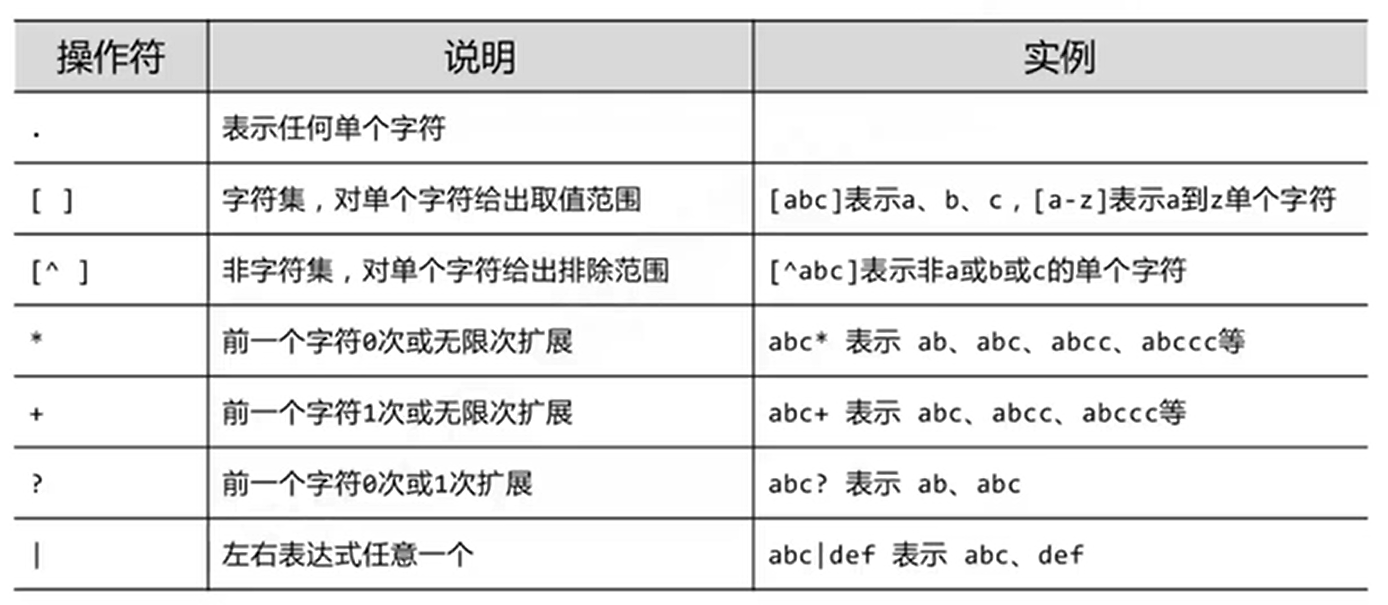 操作符 说明 实例
. 表示任何单个字符
[ ] 字符集，对单个字符给出取值范围 [abc]表示a、b、c，[a-z]表示a到z单个字符
[^ ] 非字符集，对单个字符给出排除范围 [^abc]表示非a或b或c的单个字符
* 前一个字符0次或无限次扩展 abc* 表示 ab、abc、abcc、abccc等
+ 前一个字符1次或无限次扩展 abc+ 表示 abc、abcc、abccc等
? 前一个字符0次或1次扩展 abc? 表示 ab、abc
| 左右表达式任意一个 abc|def 表示 abc、def